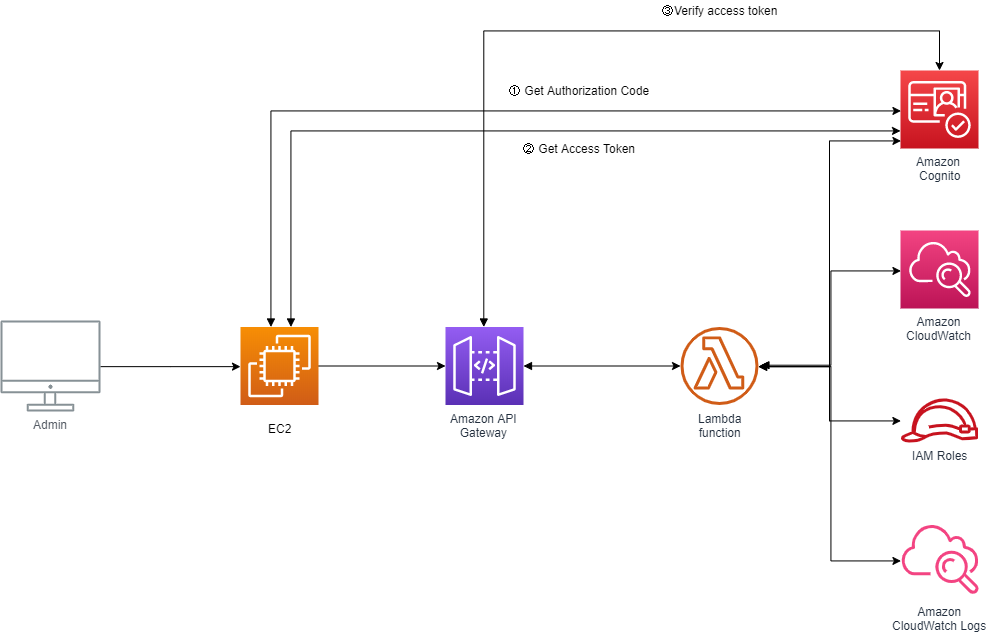 ③Verify access token
① Get Authorization Code
② Get Access Token
Amazon
Cognito
Amazon
CloudWatch
Admin
EC2
Amazon API
Gateway
Lambda
function
IAM Roles
Amazon
CloudWatch Logs